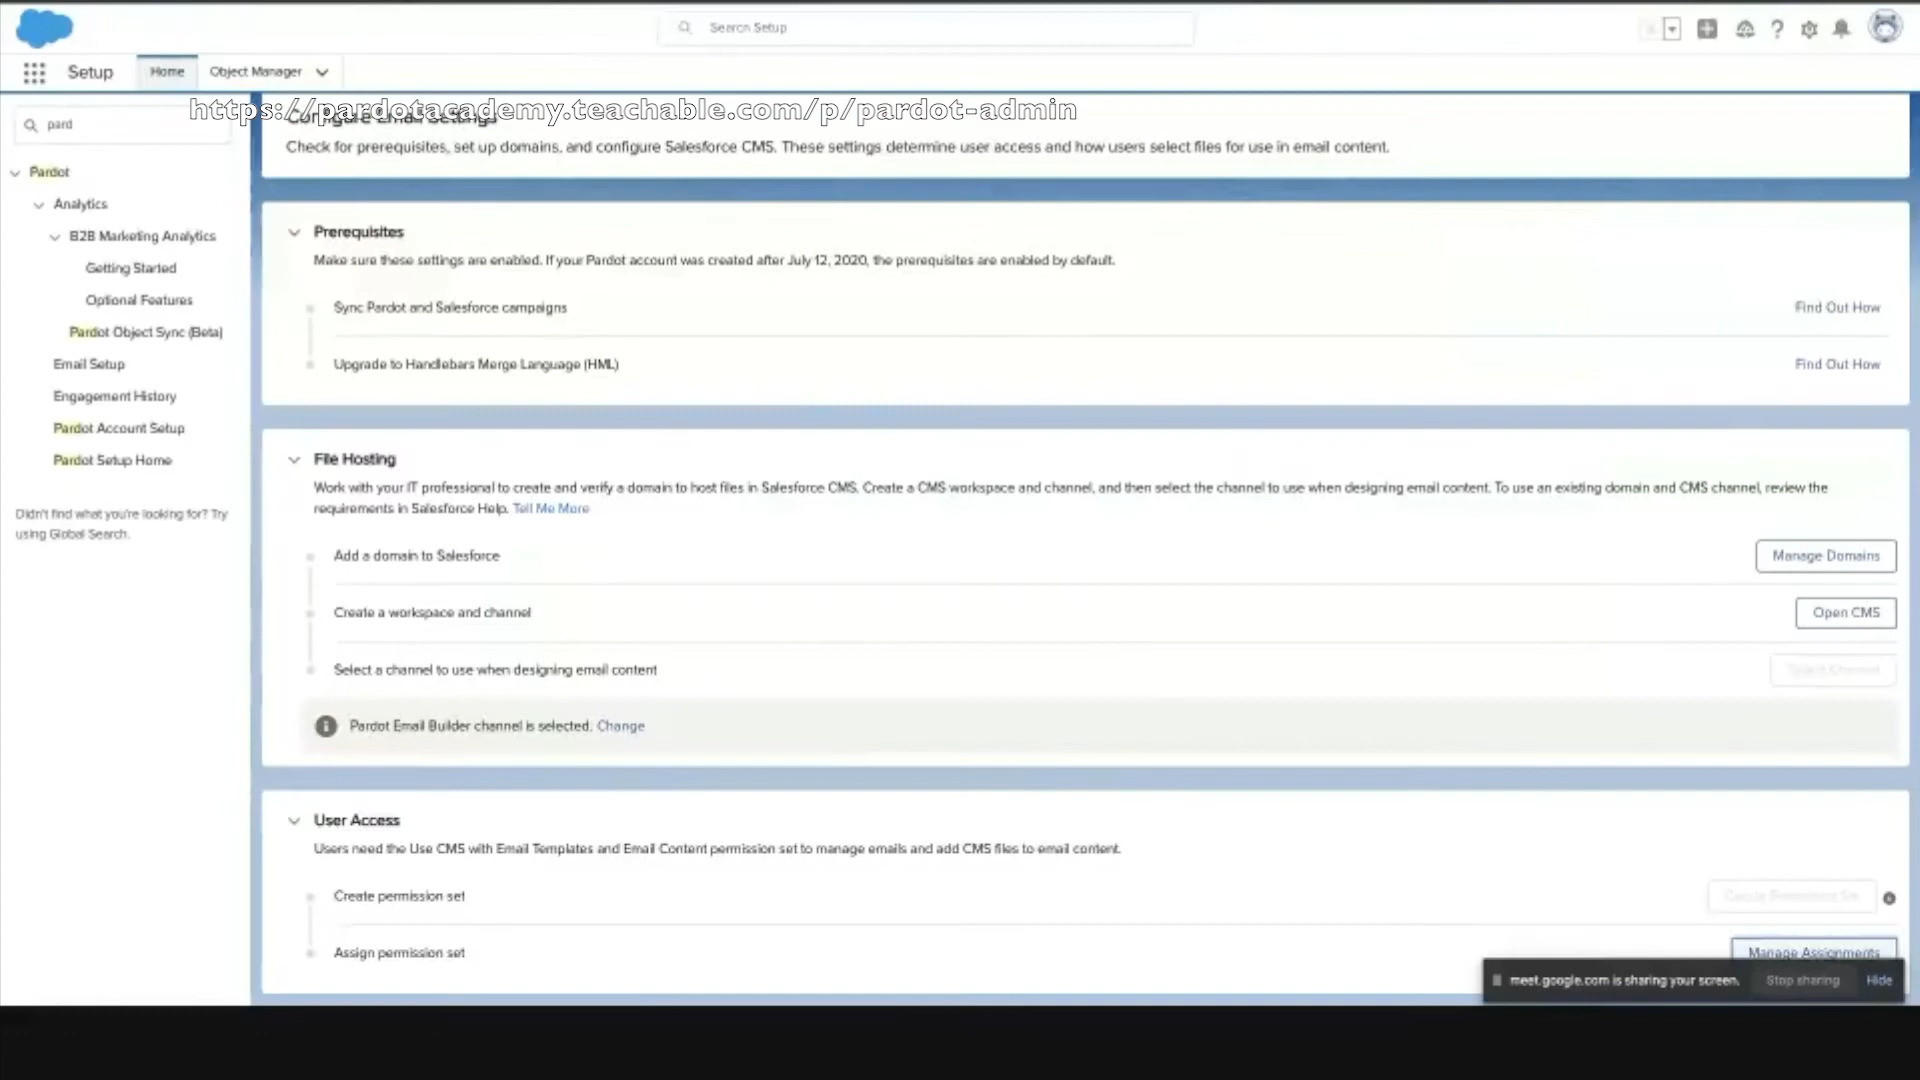 Search Setup
Setup
Home
Object Manager
https://pardotacademy.teachable.com/p/pardot-admin
pard
Configure Email Settings
Check for prerequisites, set up domains, and configure Salesforce CMS. These settings determine user access and how users select files for use in email content.
Pardot
Analytics
B2B Marketing Analytics
Getting Started
Optional Features
Pardot Object Sync (Beta)
Email Setup
Engagement History
Pardot Account Setup
Pardot Setup Home
Didn't find what you're looking for? Try
using Global Search.
Prerequisites
Make sure these settings are enabled. If your Pardot account was created after July 12, 2020, the prerequisites are enabled by default.
Sync Pardot and Salesforce campaigns
Find Out How
Upgrade to Handlebars Merge Language (HML)
Find Out How
File Hosting
Work with your IT professional to create and verify a domain to host files in Salesforce CMS. Create a CMS workspace and channel, and then select the channel to use when designing email content. To use an existing domain and CMS channel, review the
requirements in Salesforce Help. Tell Me More
Add a domain to Salesforce
Manage Domains
Create a workspace and channel
Open CMS
Select a channel to use when designing email content
Select Channel
Pardot Email Builder channel is selected. Change
User Access
Users need the Use CMS with Email Templates and Email Content permission set to manage emails and add CMS files to email content.
Create permission set
Create Permission Set
Assign permission set
Manage Assignments
meet.google.com is sharing your screen.
Stop sharing
Hide